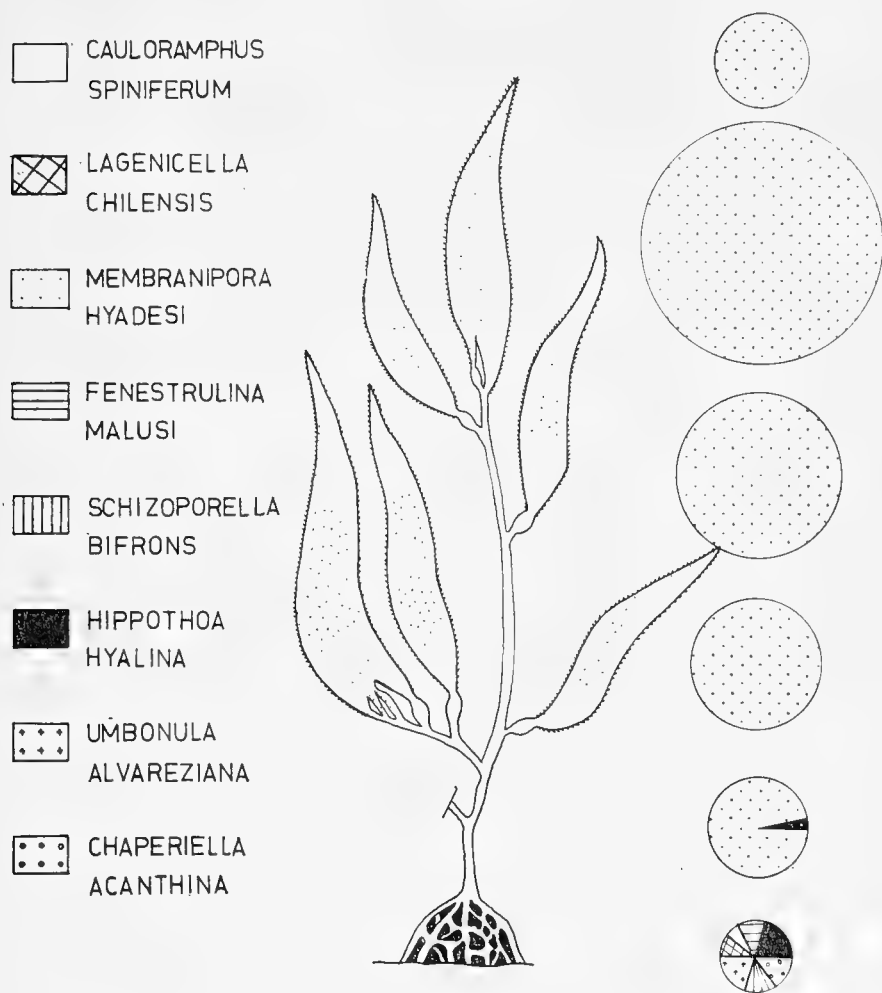 CAULORAMPHUS
SPINIFERUM
LAGENICELLA
CHILENSIS
MEMBRANIPORA
HYADESI
FENESTRULINA
MALUSI
SCHIZOPORELLA
BIFRONS
HIPPOTHOA
HYALINA
UMBONULA
ALVAREZIANA
CHAPERIELLA
ACANTHINA